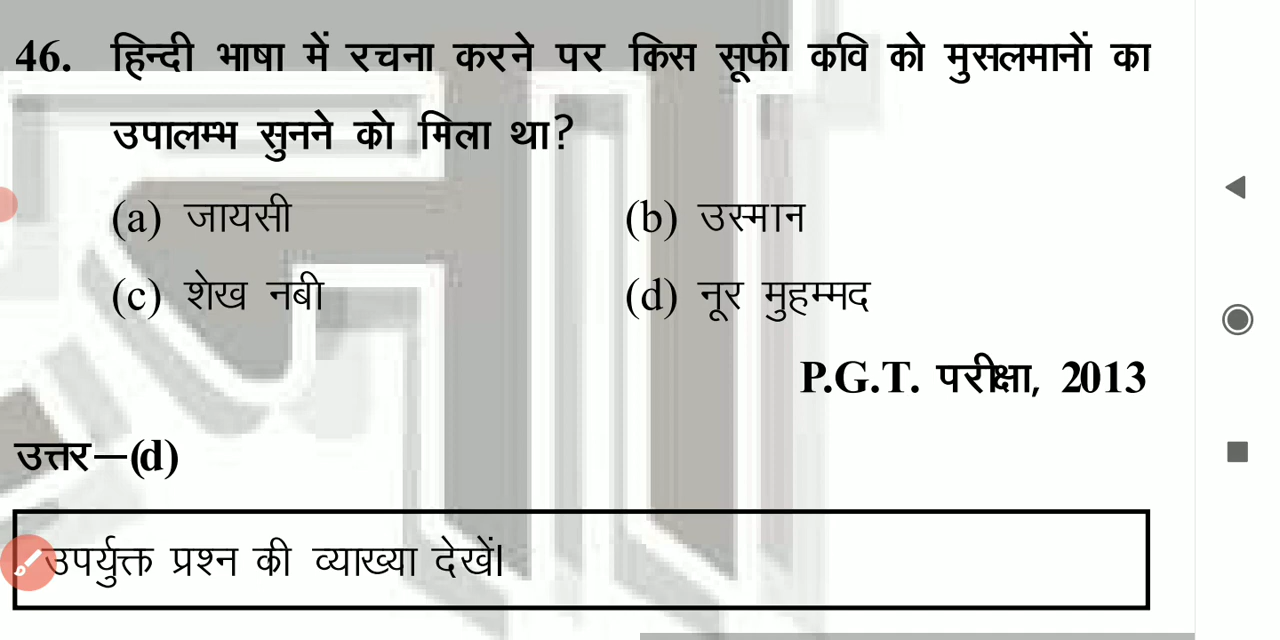 46. हिन्दी भाषा में रचना करने पर किस सूफी कवि को मुसलमानों का
उपालम्भ सुनने को मिला था?
(a) जायसी (b) उस्मान
(c) शेख नबी (d) नूर मुहम्मद
P.G.T. परीक्षा, 2013
उत्तर—(d)
उपर्युक्त प्रश्न की व्याख्या देखें।